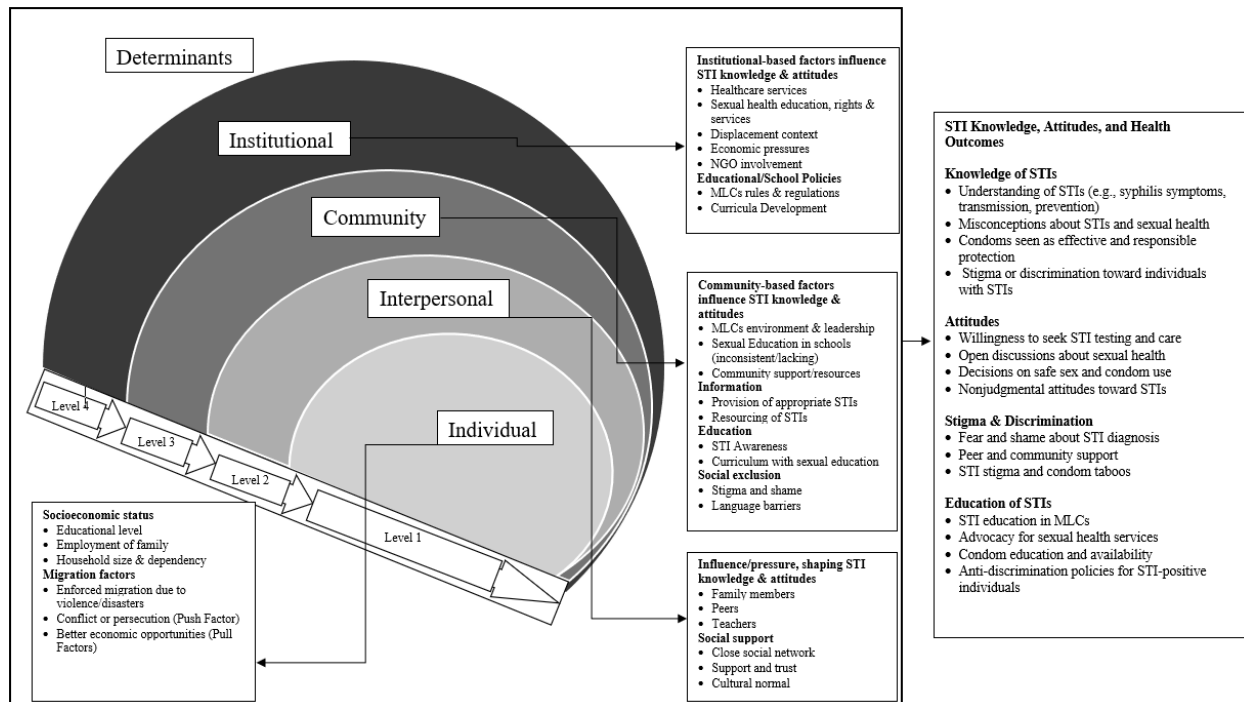 Determinants
Institutional
Community
Interpersonal
Individual
Level 4
Level 3
Level 2
Level 1
Socioeconomic status
• Educational level
• Employment of family
• Household size & dependency
Migration factors
• Enforced migration due to
violence/disasters
• Conflict or persecution (Push Factor)
• Better economic opportunities (Pull
Factors)
Institutional-based factors influence
STI knowledge & attitudes
• Healthcare services
• Sexual health education, rights &
services
• Displacement context
• Economic pressures
• NGO involvement
Educational/School Policies
• MLCs rules & regulations
• Curricula Development
Community-based factors
influence STI knowledge &
attitudes
• MLCs environment & leadership
• Sexual Education in schools
(inconsistent/lacking)
• Community support/resources
Information
• Provision of appropriate STIs
• Resourcing of STIs
Education
• STI Awareness
• Curriculum with sexual education
Social exclusion
• Stigma and shame
• Language barriers
Influence/pressure, shaping STI
knowledge & attitudes
• Family members
• Peers
• Teachers
Social support
• Close social network
• Support and trust
• Cultural normal
STI Knowledge, Attitudes, and Health
Outcomes
Knowledge of STIs
• Understanding of STIs (e.g., syphilis symptoms,
transmission, prevention)
• Misconceptions about STIs and sexual health
• Condoms seen as effective and responsible
protection
• Stigma or discrimination toward individuals
with STIs
Attitudes
• Willingness to seek STI testing and care
• Open discussions about sexual health
• Decisions on safe sex and condom use
• Nonjudgmental attitudes toward STIs
Stigma & Discrimination
• Fear and shame about STI diagnosis
• Peer and community support
• STI stigma and condom taboos
Education of STIs
• STI education in MLCs
• Advocacy for sexual health services
• Condom education and availability
• Anti-discrimination policies for STI-positive
individuals